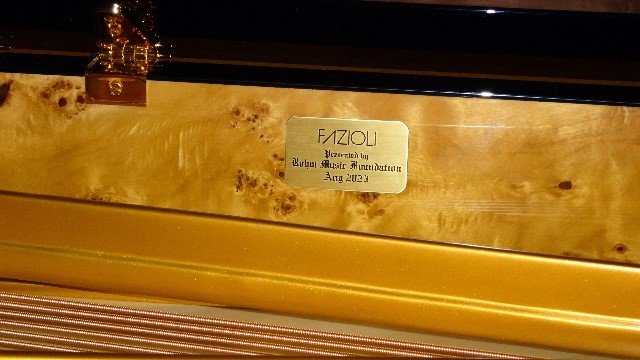 FAZIOLI
Presented by
Rohm Music Foundation
Aug 2023